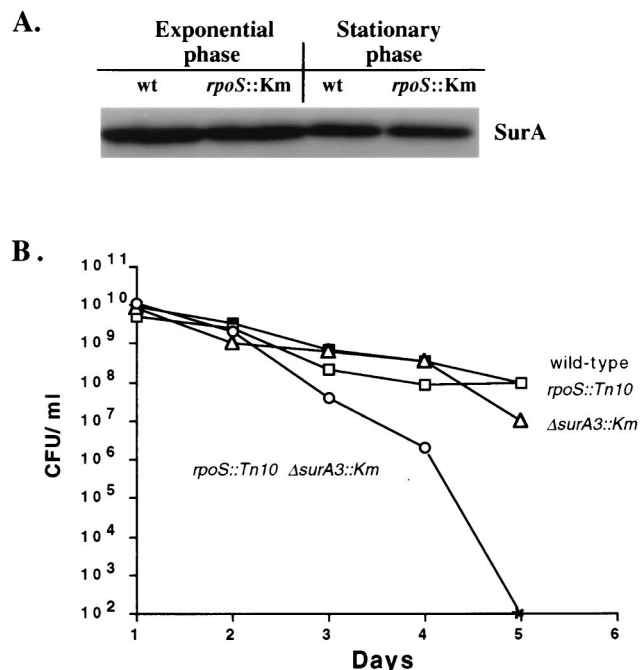 A.
Exponential phase
Stationary phase
wt rpoS::Km wt rpoS::Km
SurA
B.
CFU/ml
10^11
10^10
10^9
10^8
10^7
10^6
10^5
10^4
10^3
10^2
wild-type
rpoS::Tn10
ΔsurA3::Km
rpoS::Tn10 ΔsurA3::Km
1 2 3 4 5 6
Days